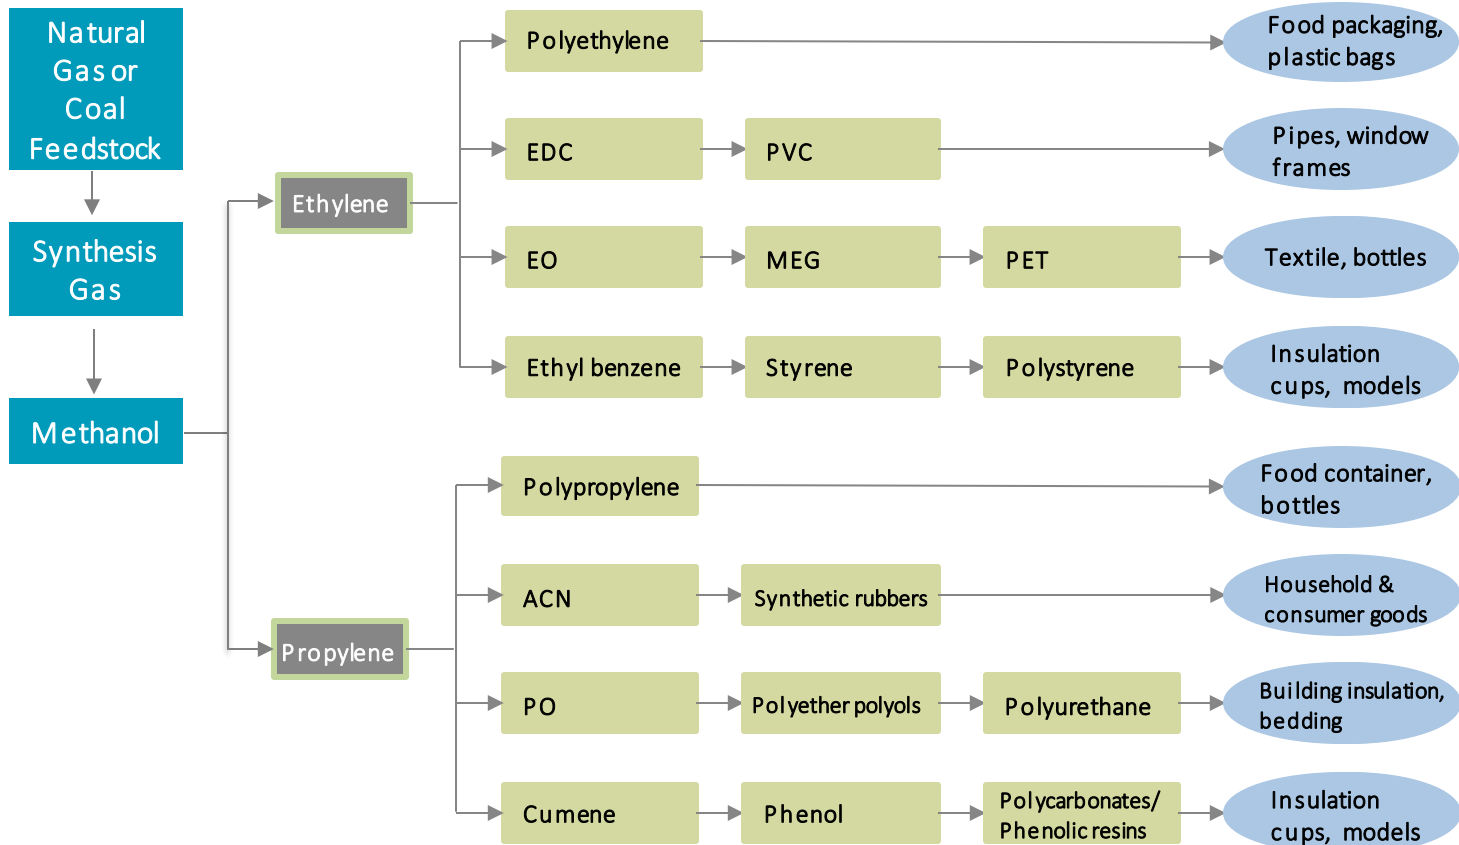 Natural
Gas or
Coal
Feedstock
Synthesis
Gas
Methanol
Ethylene
Propylene
Polyethylene
Food packaging,
plastic bags
EDC
PVC
Pipes, window
frames
EO
MEG
PET
Textile, bottles
Ethyl benzene
Styrene
Polystyrene
Insulation
cups, models
Polypropylene
Food container,
bottles
ACN
Synthetic rubbers
Household &
consumer goods
PO
Polyether polyols
Polyurethane
Building insulation,
bedding
Cumene
Phenol
Polycarbonates/
Phenolic resins
Insulation
cups, models